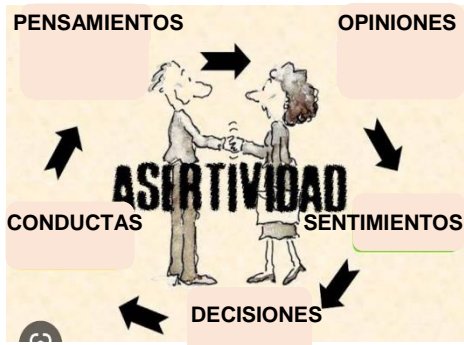 PENSAMIENTOS
OPINIONES
ASERTIVIDAD
CONDUCTAS
SENTIMIENTOS
DECISIONES